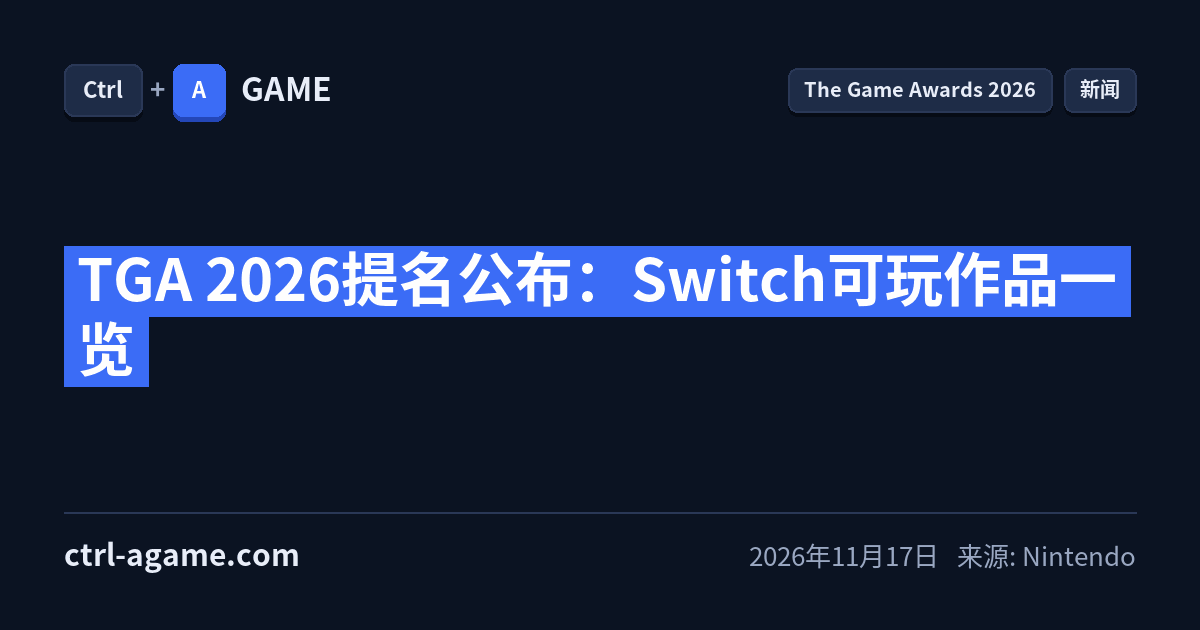 Ctrl + A GAME
The Game Awards 2026 新闻
TGA 2026提名公布：Switch可玩作品一
览
ctrl-agame.com
2026年11月17日 来源: Nintendo